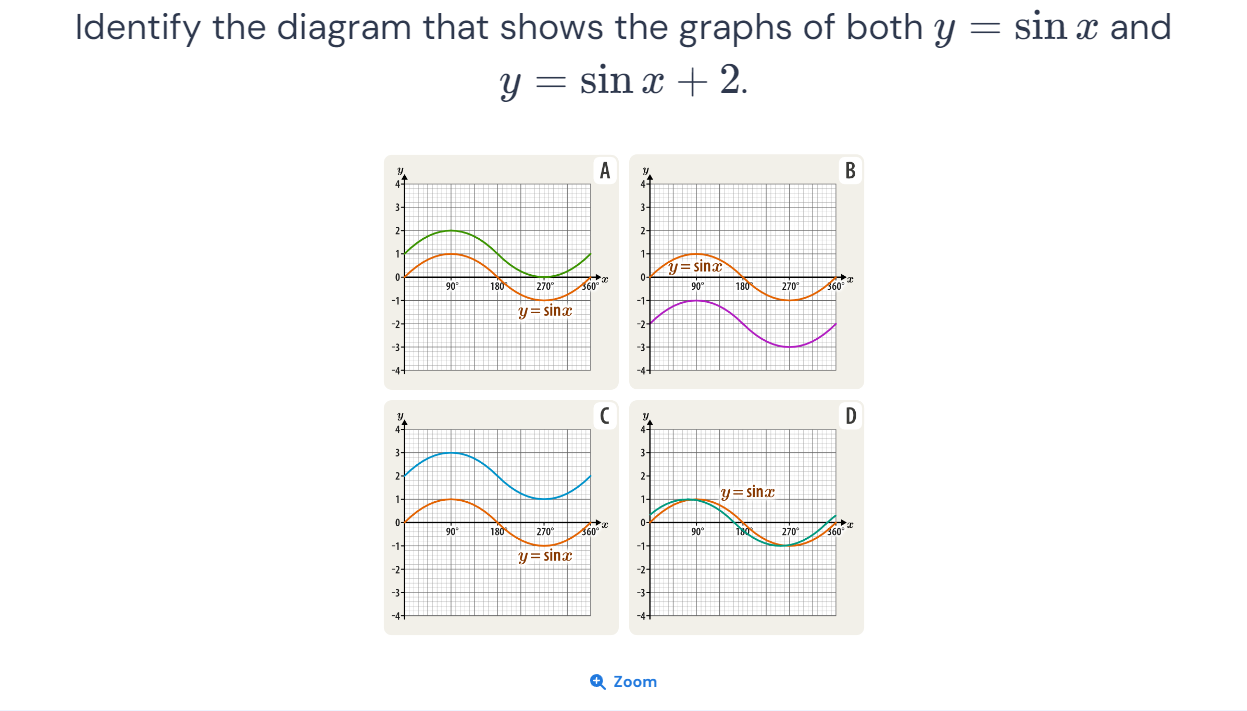 Identify the diagram that shows the graphs of both y = sin x and
y = sin x + 2.
A
y
4
3
2
1
0
-1
-2
-3
-4
90°
180°
270°
360°
x
y = sin x
B
y
4
3
2
1
0
-1
-2
-3
-4
90°
180°
270°
360°
x
y = sin x
C
y
4
3
2
1
0
-1
-2
-3
-4
90°
180°
270°
360°
x
y = sin x
D
y
4
3
2
1
0
-1
-2
-3
-4
90°
180°
270°
360°
x
y = sin x
Zoom